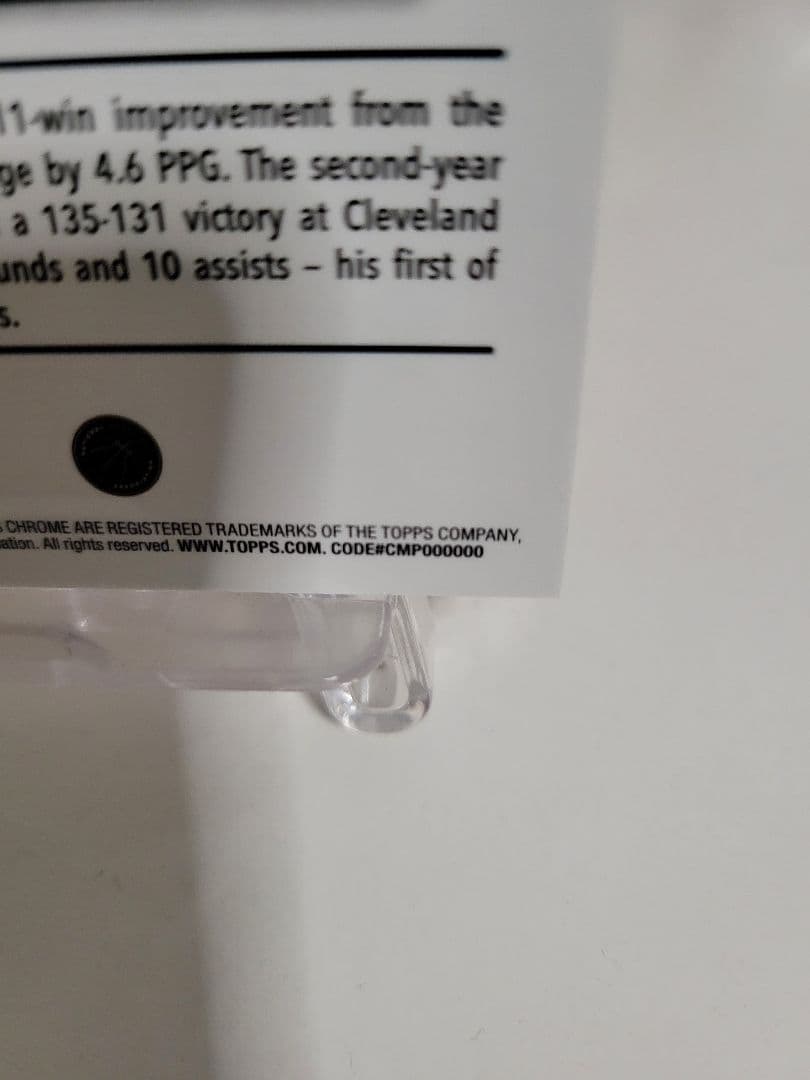 11-win improvement from the
ge by 4.6 PPG. The second-year
a 135-131 victory at Cleveland
unds and 10 assists – his first of
s.
CHROME ARE REGISTERED TRADEMARKS OF THE TOPPS COMPANY,
ation. All rights reserved. WWW.TOPPS.COM. CODE#CMP000000